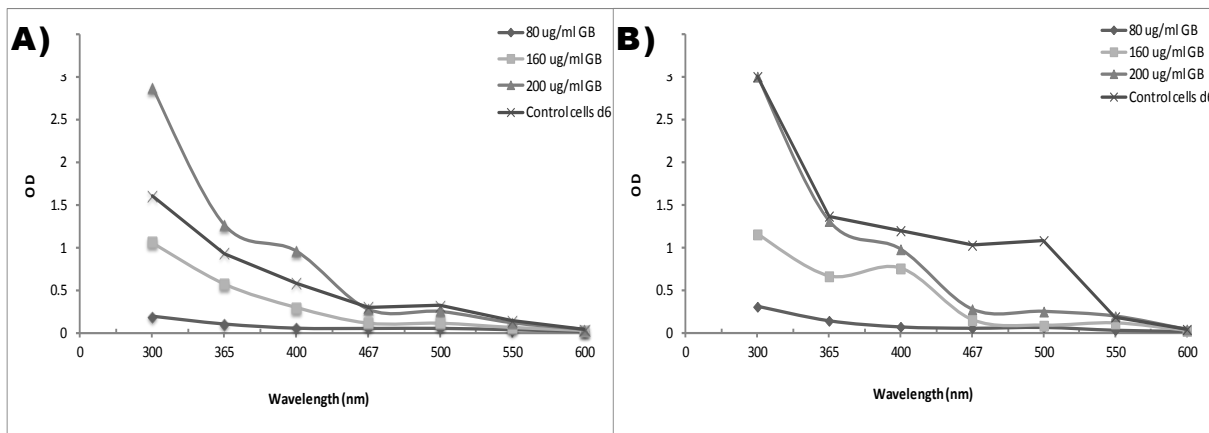 A)
80 ug/ml GB
160 ug/ml GB
200 ug/ml GB
Control cells d6
3
2.5
2
1.5
1
0.5
0
OD
0 300 365 400 467 500 550 600
Wavelength (nm)
B)
80 ug/ml GB
160 ug/ml GB
200 ug/ml GB
Control cells d6
3
2.5
2
1.5
1
0.5
0
OD
0 300 365 400 467 500 550 600
Wavelength (nm)